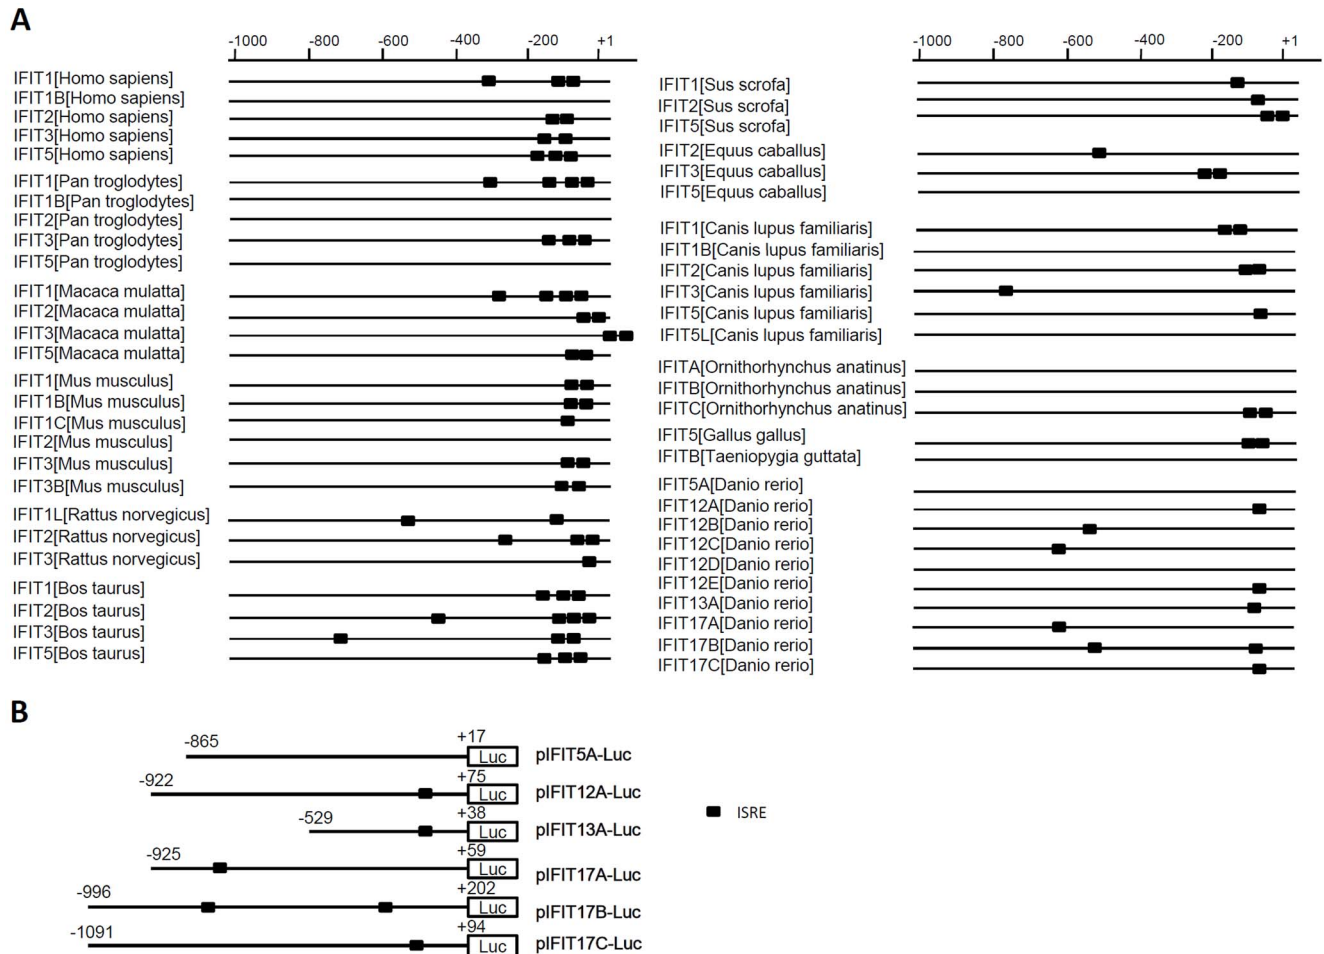 A
-1000 -800 -600 -400 -200 +1
IFIT1[Homo sapiens]
IFIT1B[Homo sapiens]
IFIT2[Homo sapiens]
IFIT3[Homo sapiens]
IFIT5[Homo sapiens]
IFIT1[Pan troglodytes]
IFIT1B[Pan troglodytes]
IFIT2[Pan troglodytes]
IFIT3[Pan troglodytes]
IFIT5[Pan troglodytes]
IFIT1[Macaca mulatta]
IFIT2[Macaca mulatta]
IFIT3[Macaca mulatta]
IFIT5[Macaca mulatta]
IFIT1[Mus musculus]
IFIT1B[Mus musculus]
IFIT1C[Mus musculus]
IFIT2[Mus musculus]
IFIT3[Mus musculus]
IFIT3B[Mus musculus]
IFIT1L[Rattus norvegicus]
IFIT2[Rattus norvegicus]
IFIT3[Rattus norvegicus]
IFIT1[Bos taurus]
IFIT2[Bos taurus]
IFIT3[Bos taurus]
IFIT5[Bos taurus]
-1000 -800 -600 -400 -200 +1
IFIT1[Sus scrofa]
IFIT2[Sus scrofa]
IFIT5[Sus scrofa]
IFIT2[Equus caballus]
IFIT3[Equus caballus]
IFIT5[Equus caballus]
IFIT1[Canis lupus familiaris]
IFIT1B[Canis lupus familiaris]
IFIT2[Canis lupus familiaris]
IFIT3[Canis lupus familiaris]
IFIT5[Canis lupus familiaris]
IFIT5L[Canis lupus familiaris]
IFITA[Ornithorhynchus anatinus]
IFITB[Ornithorhynchus anatinus]
IFITC[Ornithorhynchus anatinus]
IFIT5[Gallus gallus]
IFITB[Taeniopygia guttata]
IFIT5A[Danio rerio]
IFIT12A[Danio rerio]
IFIT12B[Danio rerio]
IFIT12C[Danio rerio]
IFIT12D[Danio rerio]
IFIT12E[Danio rerio]
IFIT13A[Danio rerio]
IFIT17A[Danio rerio]
IFIT17B[Danio rerio]
IFIT17C[Danio rerio]
B
-865 +17 Luc pIFIT5A-Luc
-922 +75 Luc pIFIT12A-Luc
-529 +38 Luc pIFIT13A-Luc
-925 +59 Luc pIFIT17A-Luc
-996 +202 Luc pIFIT17B-Luc
-1091 +94 Luc pIFIT17C-Luc
ISRE